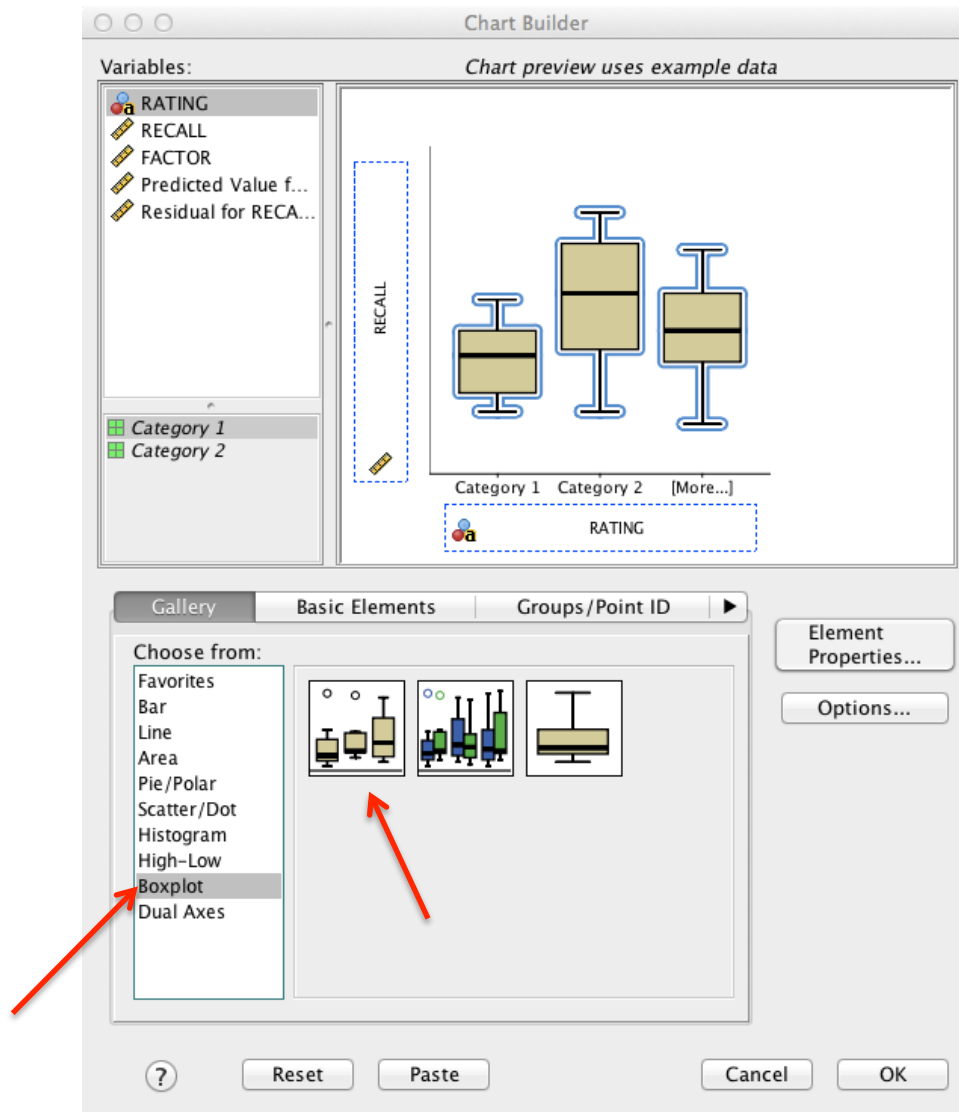 Chart Builder
Variables:
Chart preview uses example data
a RATING
RECALL
FACTOR
Predicted Value f...
Residual for RECA...
Category 1
Category 2
RECALL
Category 1 Category 2 [More...]
a RATING
Gallery Basic Elements Groups/Point ID
Choose from:
Favorites
Bar
Line
Area
Pie/Polar
Scatter/Dot
Histogram
High-Low
Boxplot
Dual Axes
Element
Properties...
Options...
? Reset Paste Cancel OK